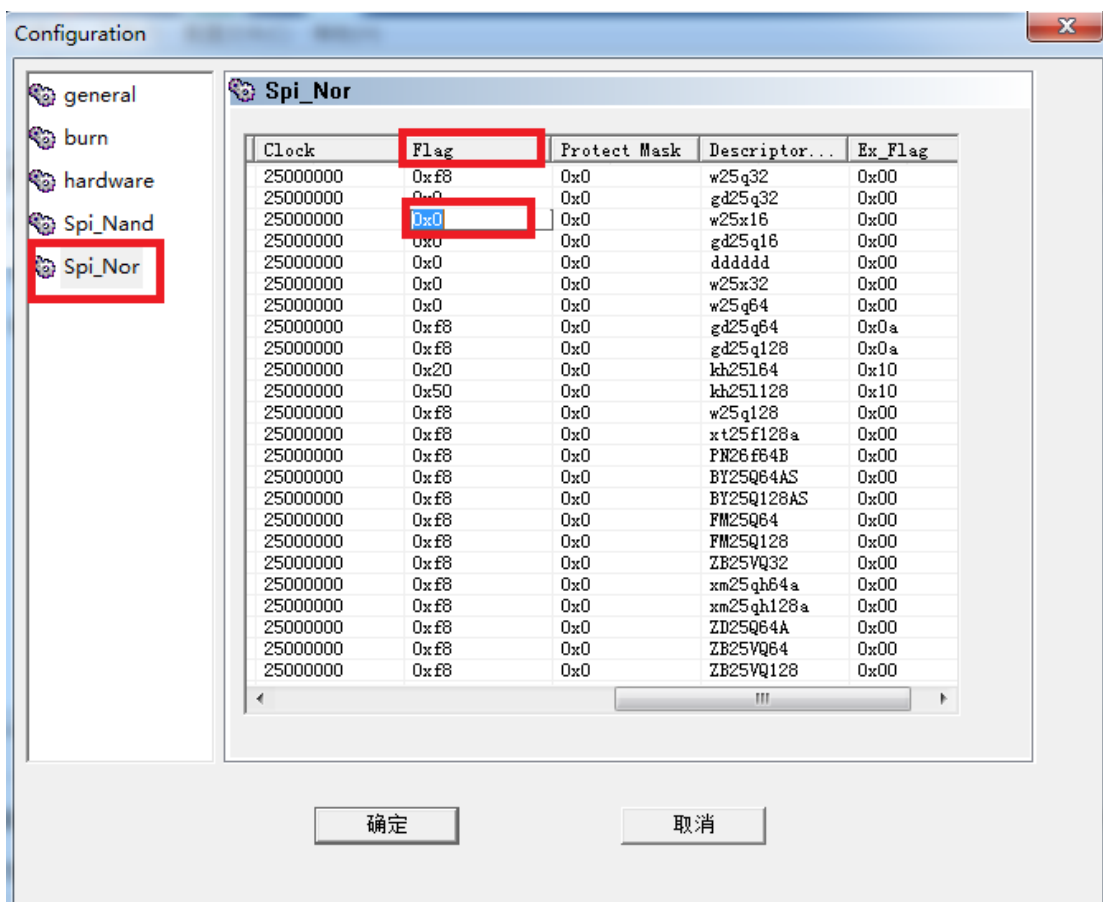 Configuration
general
burn
hardware
Spi_Nand
Spi_Nor
Spi_Nor
Clock Flag Protect Mask Descriptor... Ex_Flag
25000000 0xf8 0x0 w25q32 0x00
25000000 0x0 0x0 gd25q32 0x00
25000000 0x0 0x0 w25x16 0x00
25000000 0x0 0x0 gd25q16 0x00
25000000 0x0 0x0 dddddd 0x00
25000000 0x0 0x0 w25x32 0x00
25000000 0x0 0x0 w25q64 0x00
25000000 0xf8 0x0 gd25q64 0x0a
25000000 0xf8 0x0 gd25q128 0x0a
25000000 0x20 0x0 kh25l64 0x10
25000000 0x50 0x0 kh25l128 0x10
25000000 0xf8 0x0 w25q128 0x00
25000000 0xf8 0x0 xt25f128a 0x00
25000000 0xf8 0x0 PN26f64B 0x00
25000000 0xf8 0x0 BY25Q64AS 0x00
25000000 0xf8 0x0 BY25Q128AS 0x00
25000000 0xf8 0x0 FM25Q64 0x00
25000000 0xf8 0x0 FM25Q128 0x00
25000000 0xf8 0x0 ZB25VQ32 0x00
25000000 0xf8 0x0 xm25qh64a 0x00
25000000 0xf8 0x0 xm25qh128a 0x00
25000000 0xf8 0x0 ZD25Q64A 0x00
25000000 0xf8 0x0 ZB25VQ64 0x00
25000000 0xf8 0x0 ZB25VQ128 0x00
确定 取消